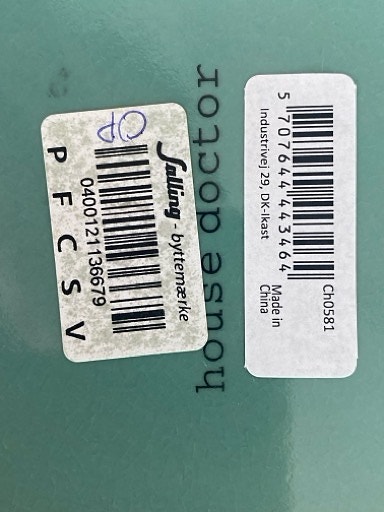 Salling - byttemærke
0400121136679
P F C S V
house doctor
Ch0581
5 707644 443464
Made in
China
Industrivej 29, DK-Ikast